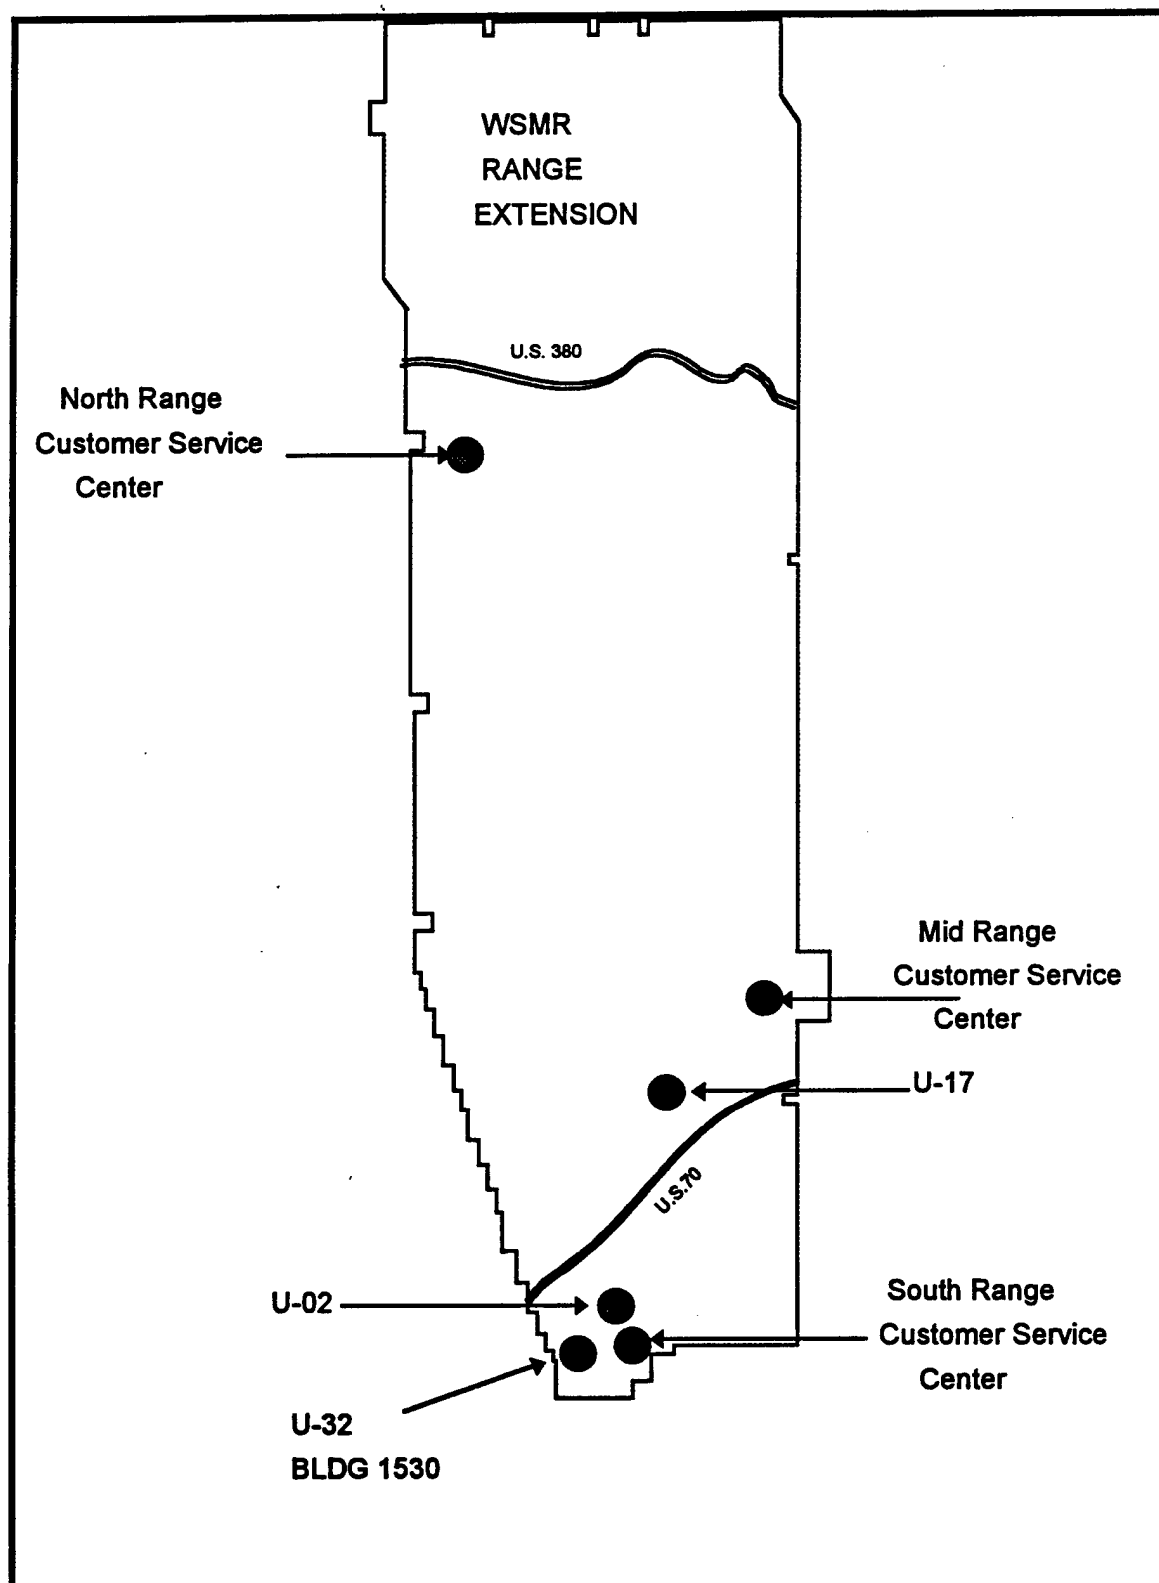 WSMR
RANGE
EXTENSION
U.S. 380
North Range
Customer Service
Center
Mid Range
Customer Service
Center
U-17
U.S.70
U-02
South Range
Customer Service
Center
U-32
BLDG 1530